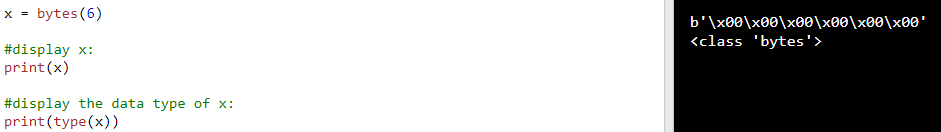 x = bytes(6)
#display x:
print(x)
#display the data type of x:
print(type(x))
b'\x00\x00\x00\x00\x00\x00'
<class 'bytes'>